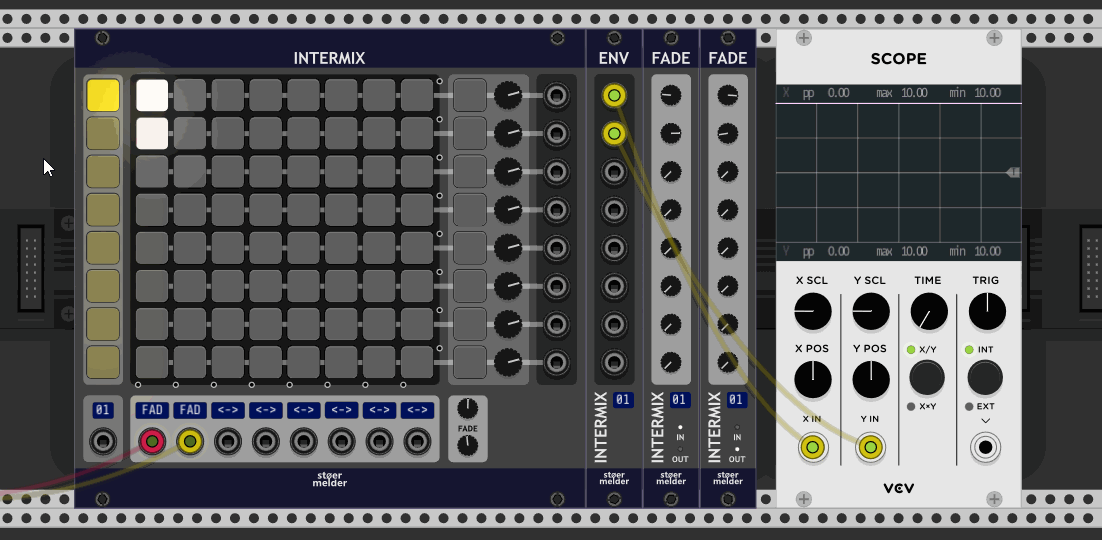 INTERMIX ENV FADE FADE SCOPE
X pp 0.00 max 10.00 min 10.00
T
Y pp 0.00 max 10.00 min 10.00
X SCL Y SCL TIME TRIG
X POS Y POS X/Y INT
X×Y EXT
X IN Y IN
01 FAD FAD <-> <-> <-> <-> <-> <->
FADE
INTERMIX 01
INTERMIX 01
IN
OUT
INTERMIX 01
IN
OUT
støer
melder
støer
melder
støer
melder
støer
melder
VCV